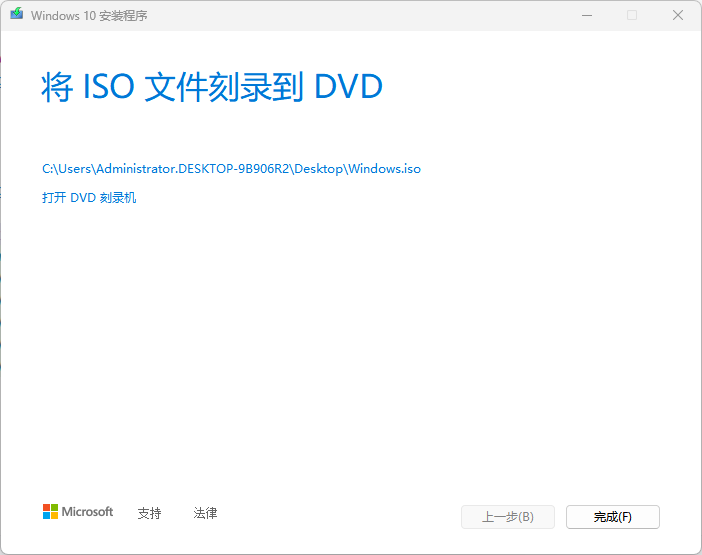 Windows 10 安装程序
将 ISO 文件刻录到 DVD
C:\Users\Administrator.DESKTOP-9B906R2\Desktop\Windows.iso
打开 DVD 刻录机
Microsoft 支持 法律 上一步(B) 完成(F)